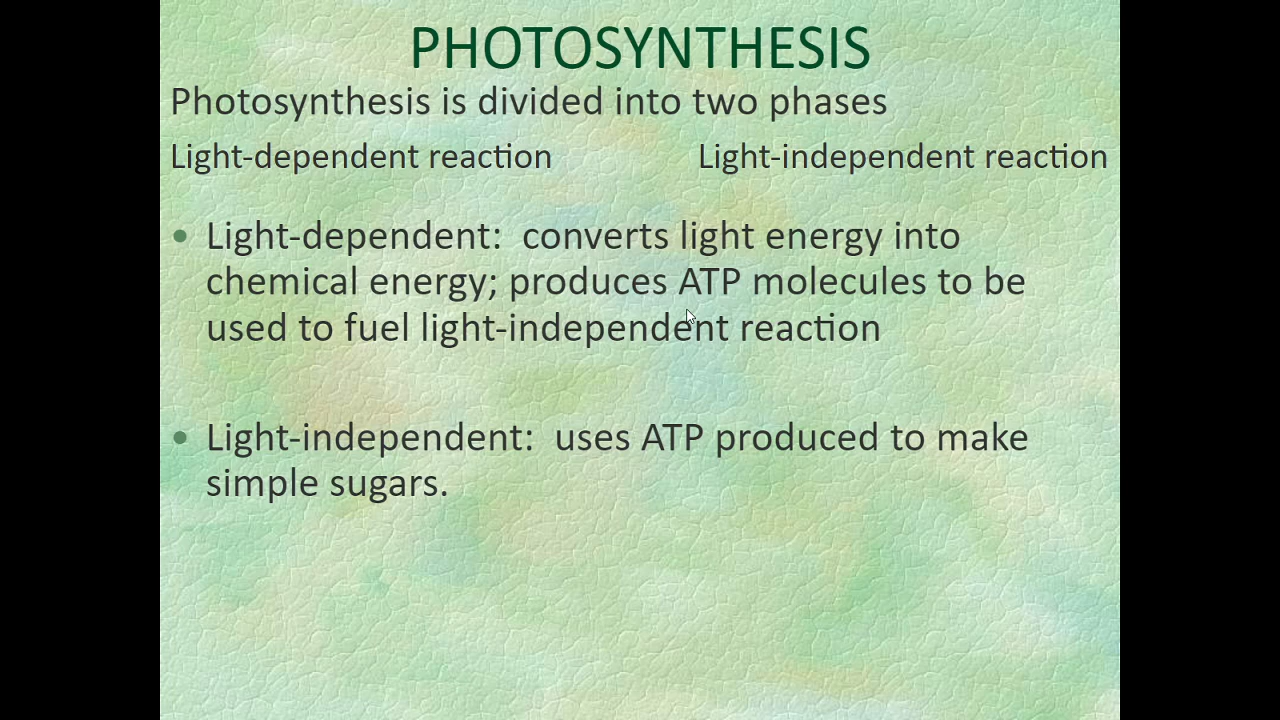 PHOTOSYNTHESIS
Photosynthesis is divided into two phases
Light-dependent reaction Light-independent reaction
• Light-dependent: converts light energy into
chemical energy; produces ATP molecules to be
used to fuel light-independent reaction
• Light-independent: uses ATP produced to make
simple sugars.